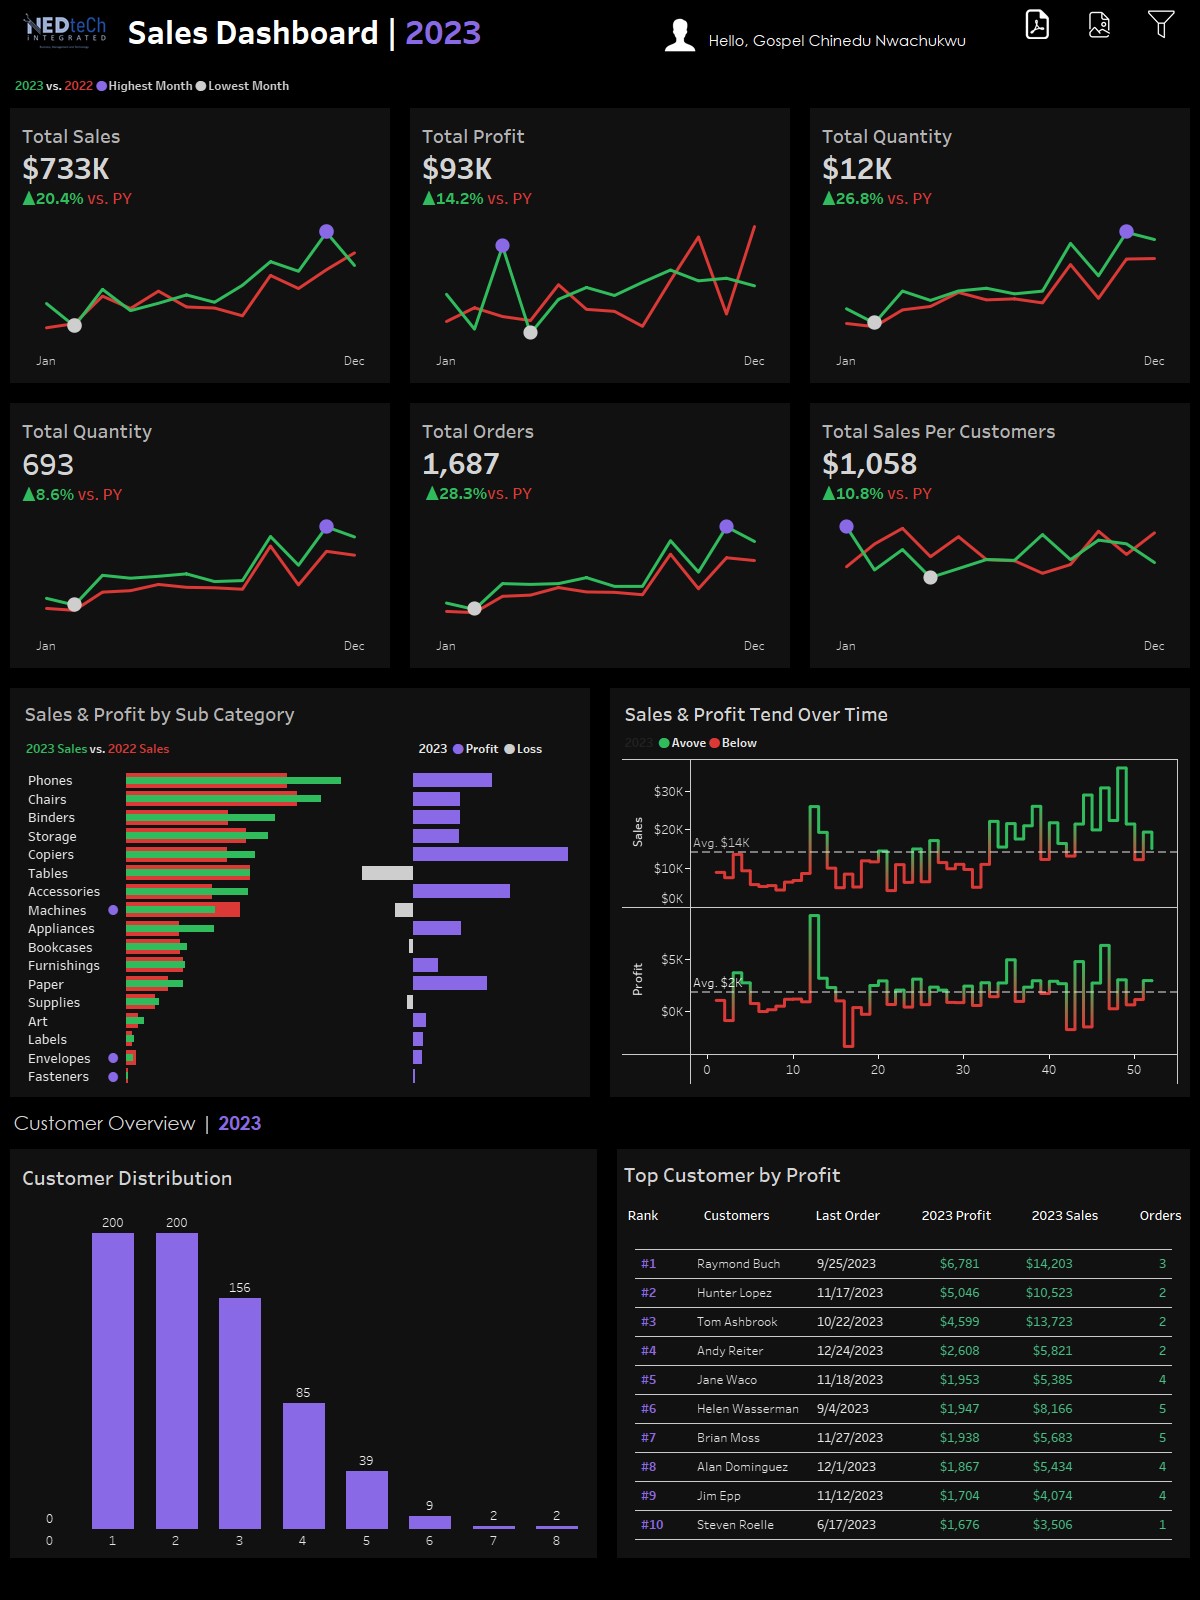 NEDteCh
INTEGRATED
Sales Dashboard | 2023
Hello, Gospel Chinedu Nwachukwu
2023 vs. 2022 Highest Month Lowest Month
Total Sales
$733K
▲20.4% vs. PY
Jan Dec
Total Profit
$93K
▲14.2% vs. PY
Jan Dec
Total Quantity
$12K
▲26.8% vs. PY
Jan Dec
Total Quantity
693
▲8.6% vs. PY
Jan Dec
Total Orders
1,687
▲28.3%vs. PY
Jan Dec
Total Sales Per Customers
$1,058
▲10.8% vs. PY
Jan Dec
Sales & Profit by Sub Category
2023 Sales vs. 2022 Sales
2023 Profit Loss
Phones
Chairs
Binders
Storage
Copiers
Tables
Accessories
Machines
Appliances
Bookcases
Furnishings
Paper
Supplies
Art
Labels
Envelopes
Fasteners
Sales & Profit Tend Over Time
2023 Avove Below
Sales
$30K
$20K
Avg. $14K
$10K
$0K
Profit
$5K
Avg. $2K
$0K
0 10 20 30 40 50
Customer Overview | 2023
Customer Distribution
0 200 200 156 85 39 9 2 2
0 1 2 3 4 5 6 7 8
Top Customer by Profit
Rank Customers Last Order 2023 Profit 2023 Sales Orders
#1 Raymond Buch 9/25/2023 $6,781 $14,203 3
#2 Hunter Lopez 11/17/2023 $5,046 $10,523 2
#3 Tom Ashbrook 10/22/2023 $4,599 $13,723 2
#4 Andy Reiter 12/24/2023 $2,608 $5,821 2
#5 Jane Waco 11/18/2023 $1,953 $5,385 4
#6 Helen Wasserman 9/4/2023 $1,947 $8,166 5
#7 Brian Moss 11/27/2023 $1,938 $5,683 5
#8 Alan Dominguez 12/1/2023 $1,867 $5,434 4
#9 Jim Epp 11/12/2023 $1,704 $4,074 4
#10 Steven Roelle 6/17/2023 $1,676 $3,506 1